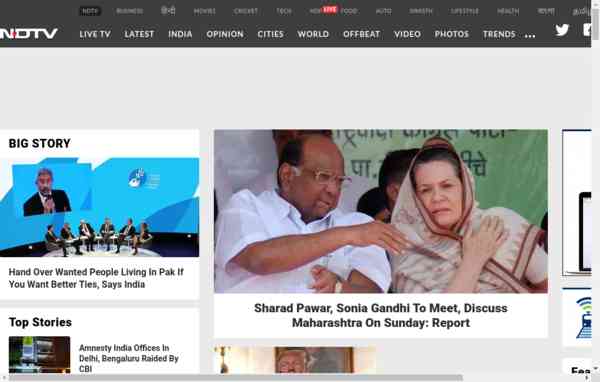 NDTV BUSINESS हिन्दी MOVIES CRICKET TECH LIVE FOOD AUTO SWASTH LIFESTYLE HEALTH বাংলা
NDTV LIVE TV LATEST INDIA OPINION CITIES WORLD OFFBEAT VIDEO PHOTOS TRENDS ...
BIG STORY
Hand Over Wanted People Living In Pak If
You Want Better Ties, Says India
Sharad Pawar, Sonia Gandhi To Meet, Discuss
Maharashtra On Sunday: Report
Top Stories
Amnesty India Offices In
Delhi, Bengaluru Raided By
CBI